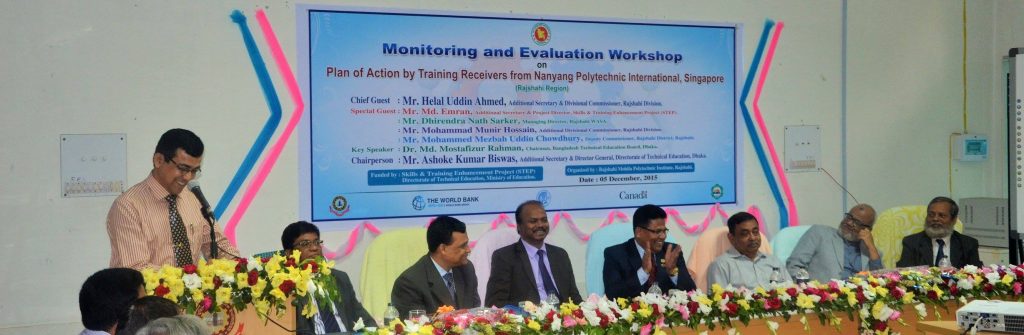 Monitoring and Evaluation Workshop
on
Plan of Action by Training Receivers from Nanyang Polytechnic International, Singapore
(Rajshahi Region)
Chief Guest : Mr. Helal Uddin Ahmed, Additional Secretary & Divisional Commissioner, Rajshahi Division.
Special Guest : Mr. Md. Emran, Additional Secretary & Project Director, Skills & Training Enhancement Project (STEP).
: Mr. Dhirendra Nath Sarker, Managing Director, Rajshahi WASA.
: Mr. Mohammad Munir Hossain, Additional Divisional Commissioner, Rajshahi Division.
: Mr. Mohammed Mezbah Uddin Chowdhury, Deputy Commissioner, Rajshahi District, Rajshahi.
Key Speaker : Dr. Md. Mostafizur Rahman, Chairman, Bangladesh Technical Education Board, Dhaka.
Chairperson : Mr. Ashoke Kumar Biswas, Additional Secretary & Director General, Directorate of Technical Education, Dhaka.
Funded by : Skills & Training Enhancement Project (STEP)
Directorate of Technical Education, Ministry of Education.
Organized by : Rajshahi Mohila Polytechnic Institute, Rajshahi.
Date : 05 December, 2015
THE WORLD BANK
Canada